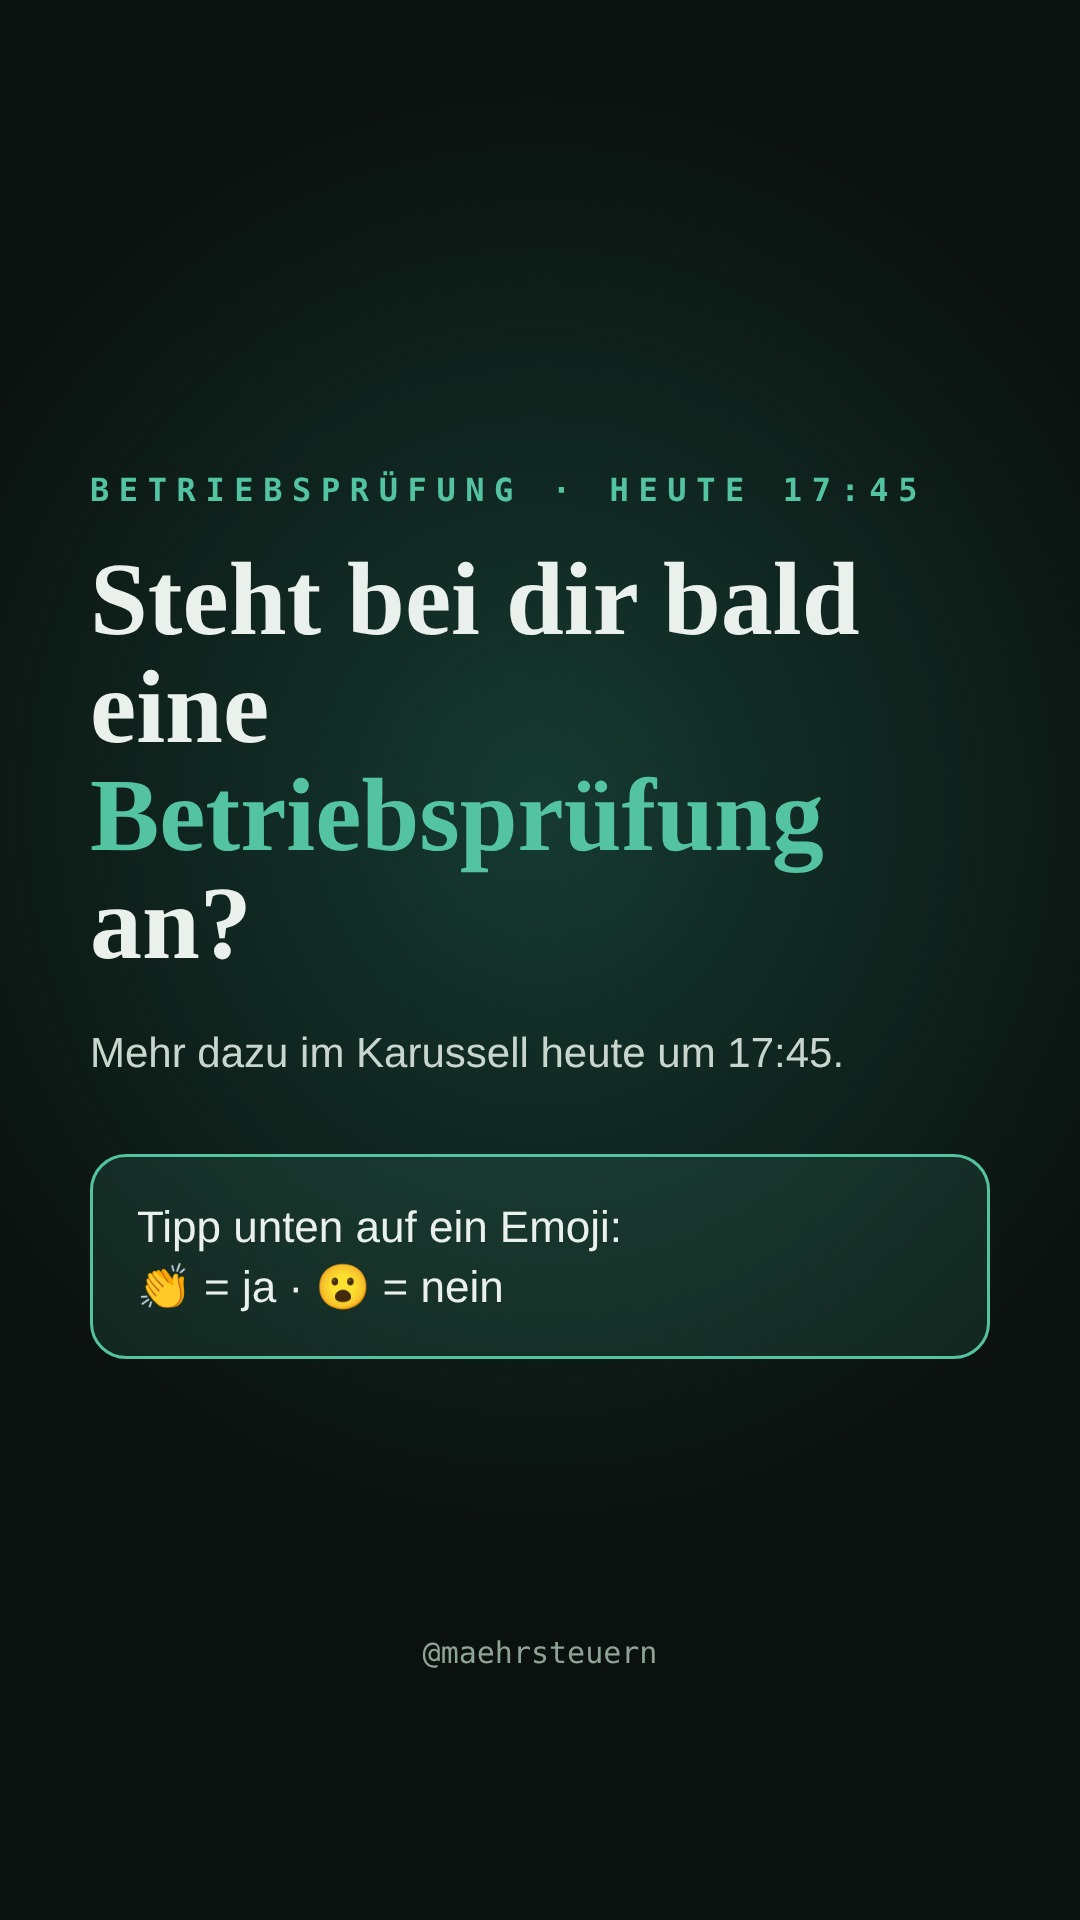 BETRIEBSPRÜFUNG · HEUTE 17:45
Steht bei dir bald
eine
Betriebsprüfung
an?
Mehr dazu im Karussell heute um 17:45.
Tipp unten auf ein Emoji:
👏 = ja · 😮 = nein
@maehrsteuern